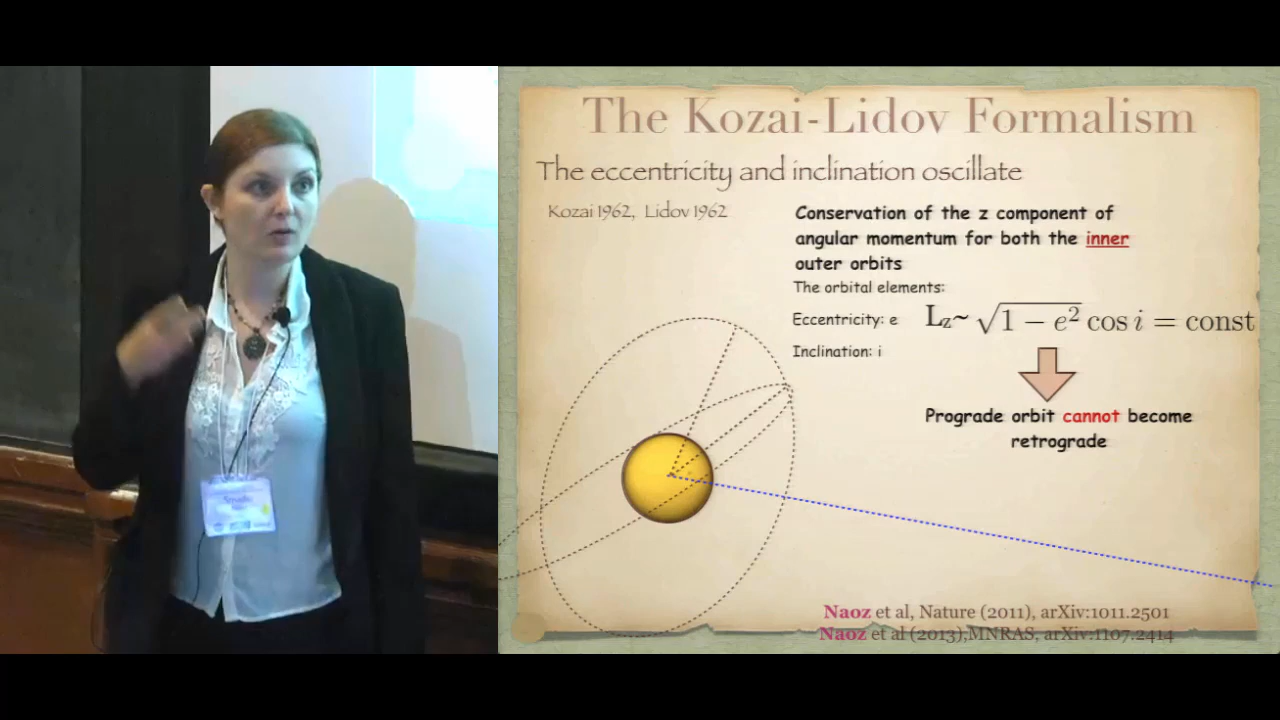 The Kozai-Lidov Formalism
The eccentricity and inclination oscillate
Kozai 1962, Lidov 1962
Conservation of the z component of
angular momentum for both the inner
outer orbits
The orbital elements:
Eccentricity: e
Lz~ √1 − e² cos i = const
Inclination: i
Prograde orbit cannot become
retrograde
Naoz et al, Nature (2011), arXiv:1011.2501
Naoz et al (2013),MNRAS, arXiv:1107.2414